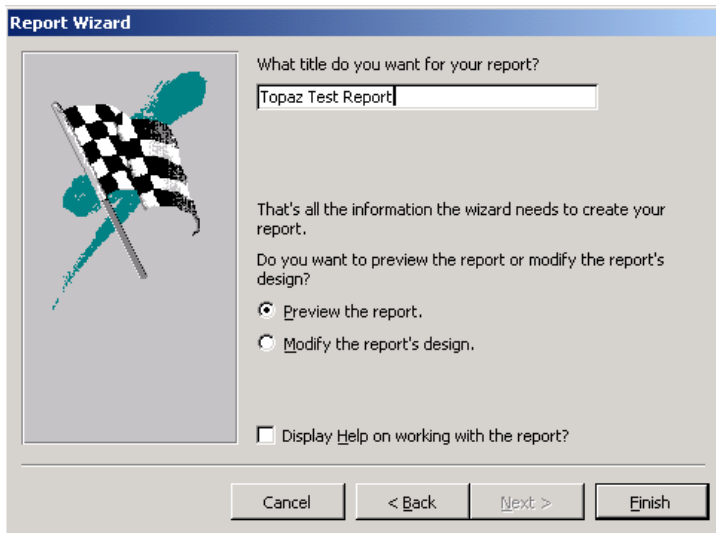 Report Wizard
What title do you want for your report?
Topaz Test Report
That's all the information the wizard needs to create your
report.
Do you want to preview the report or modify the report's
design?
Preview the report.
Modify the report's design.
Display Help on working with the report?
Cancel
< Back
Next >
Finish